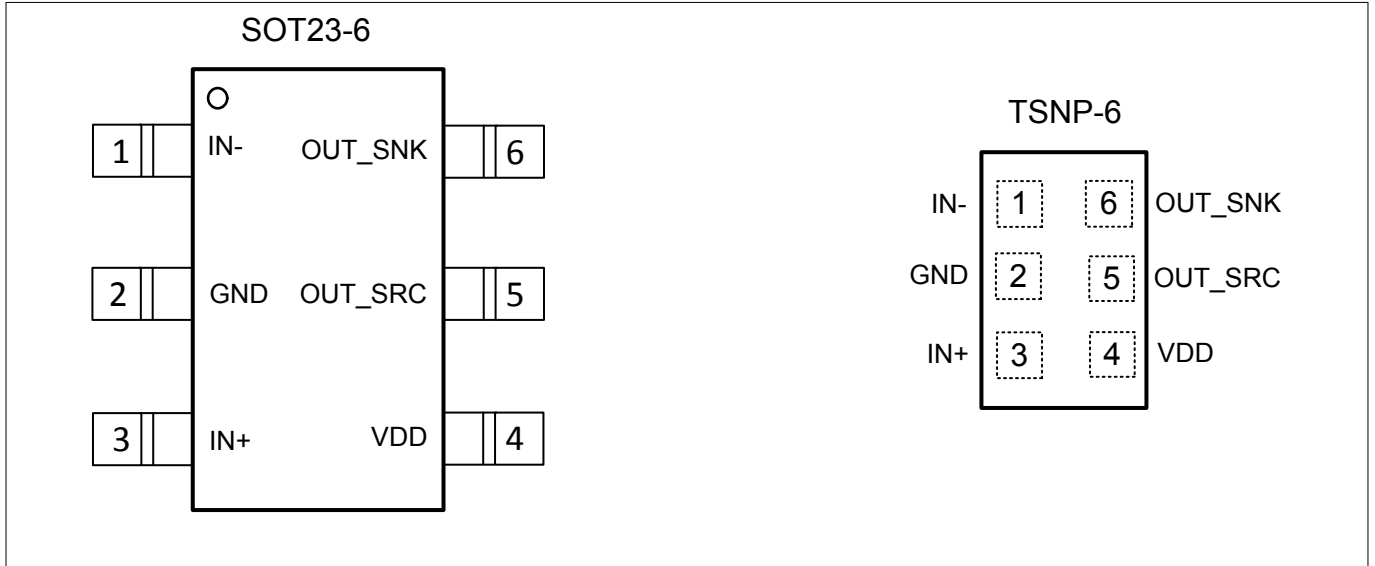 SOT23-6
1 IN- OUT_SNK 6
2 GND OUT_SRC 5
3 IN+ VDD 4
TSNP-6
IN- 1 6 OUT_SNK
GND 2 5 OUT_SRC
IN+ 3 4 VDD